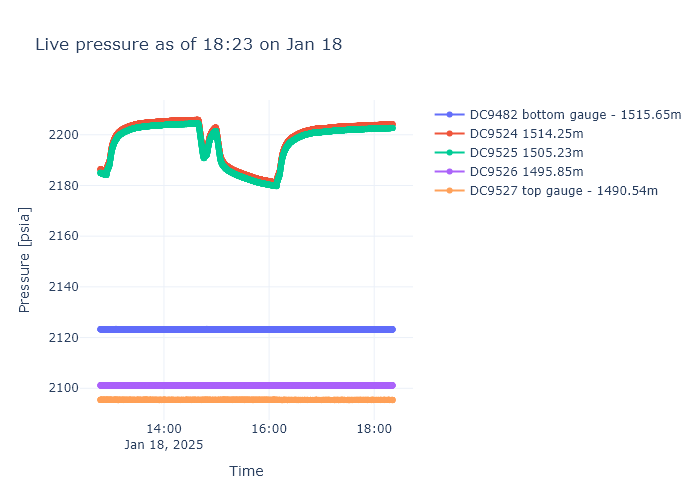 Live pressure as of 18:23 on Jan 18
DC9482 bottom gauge - 1515.65m
DC9524 1514.25m
DC9525 1505.23m
DC9526 1495.85m
DC9527 top gauge - 1490.54m
Pressure [psia]
2200
2180
2160
2140
2120
2100
14:00
16:00
18:00
Jan 18, 2025
Time